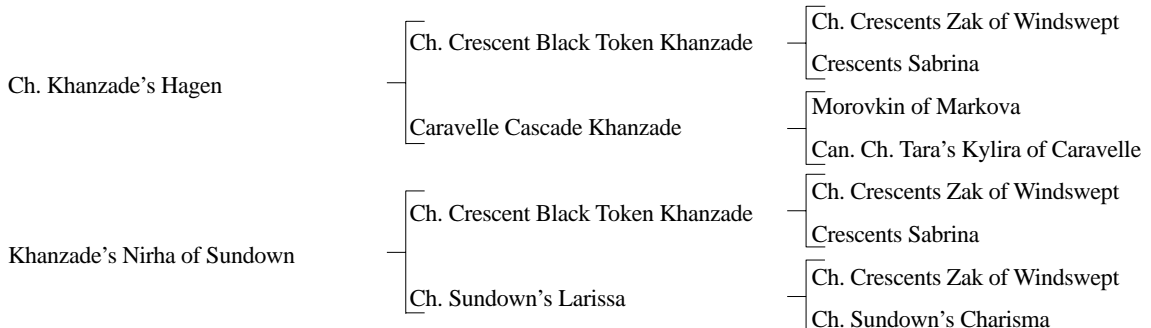 Ch. Crescents Zak of Windswept
Ch. Crescent Black Token Khanzade
Crescents Sabrina
Ch. Khanzade’s Hagen
Morovkin of Markova
Caravelle Cascade Khanzade
Can. Ch. Tara’s Kylira of Caravelle
Ch. Crescents Zak of Windswept
Ch. Crescent Black Token Khanzade
Crescents Sabrina
Khanzade’s Nirha of Sundown
Ch. Crescents Zak of Windswept
Ch. Sundown’s Larissa
Ch. Sundown’s Charisma